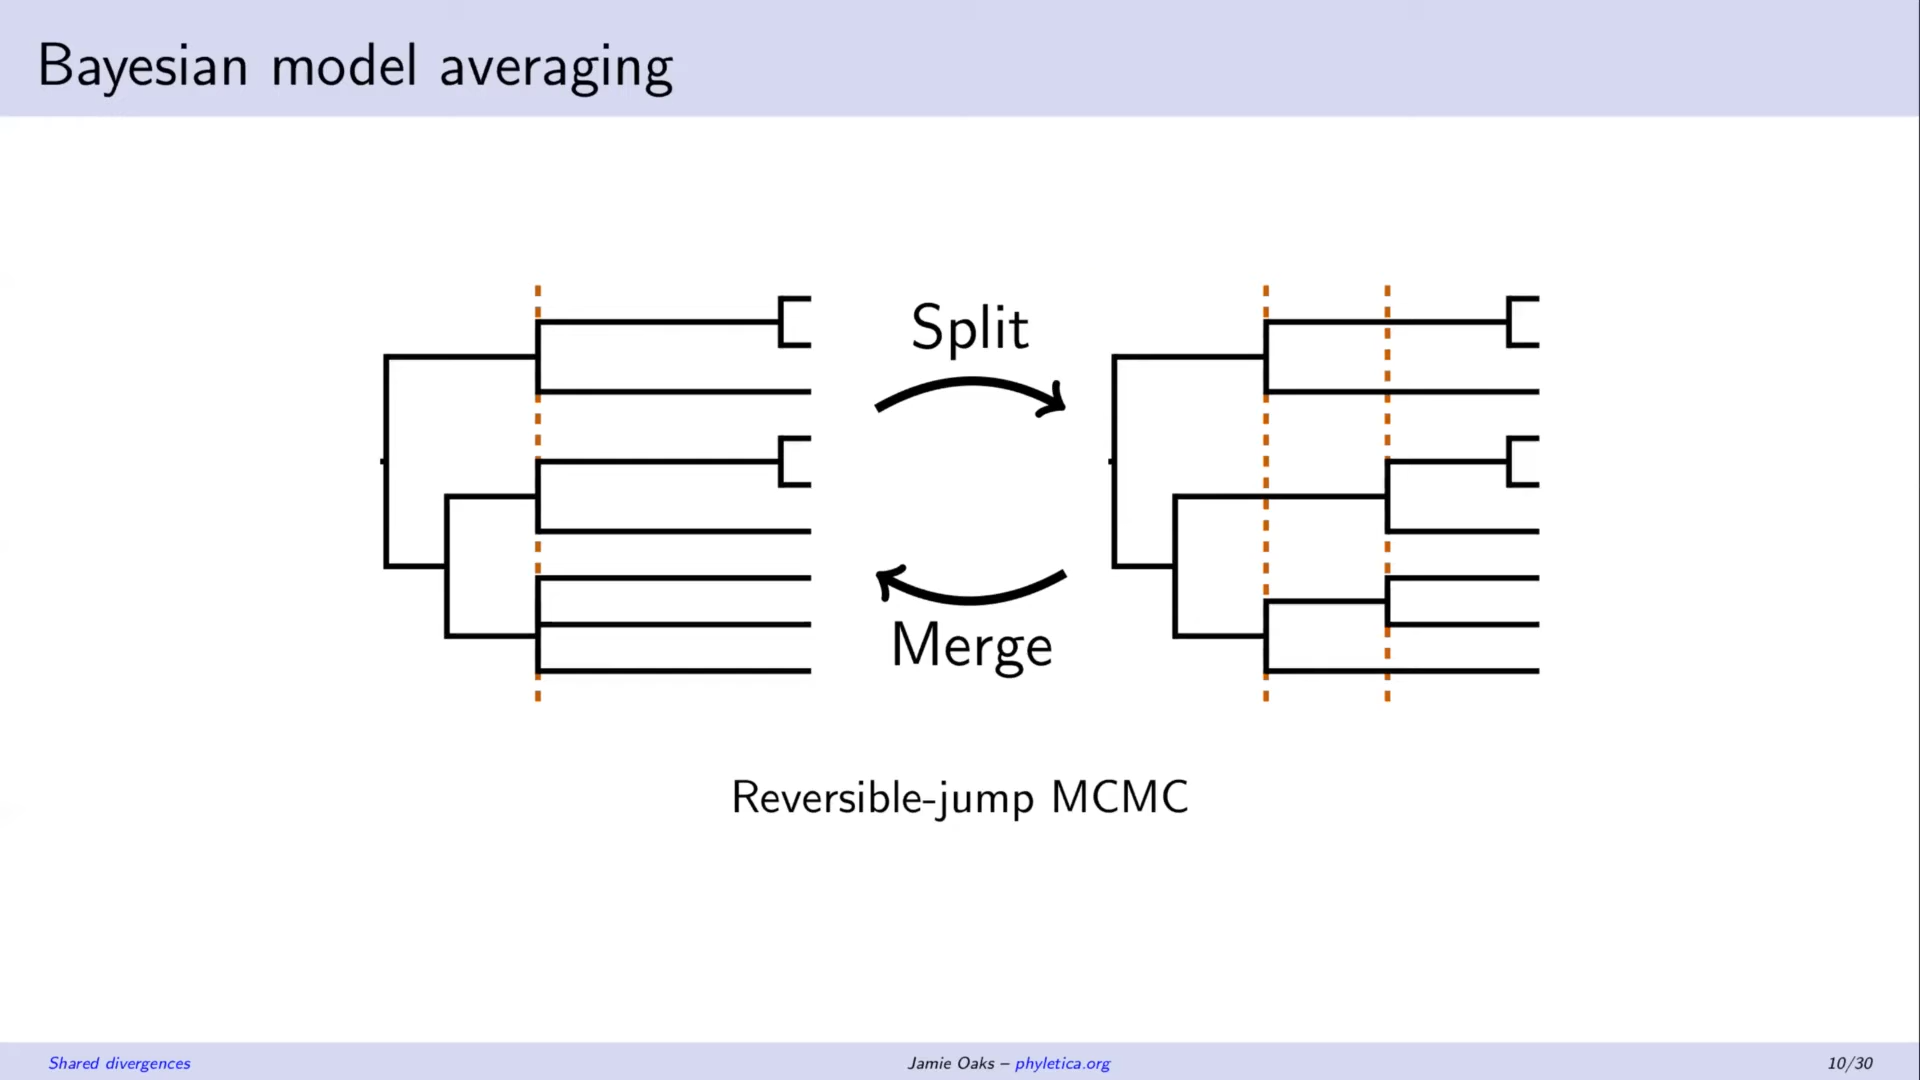 Bayesian model averaging
Split
Merge
Reversible-jump MCMC
Shared divergences
Jamie Oaks – phyletica.org
10/30